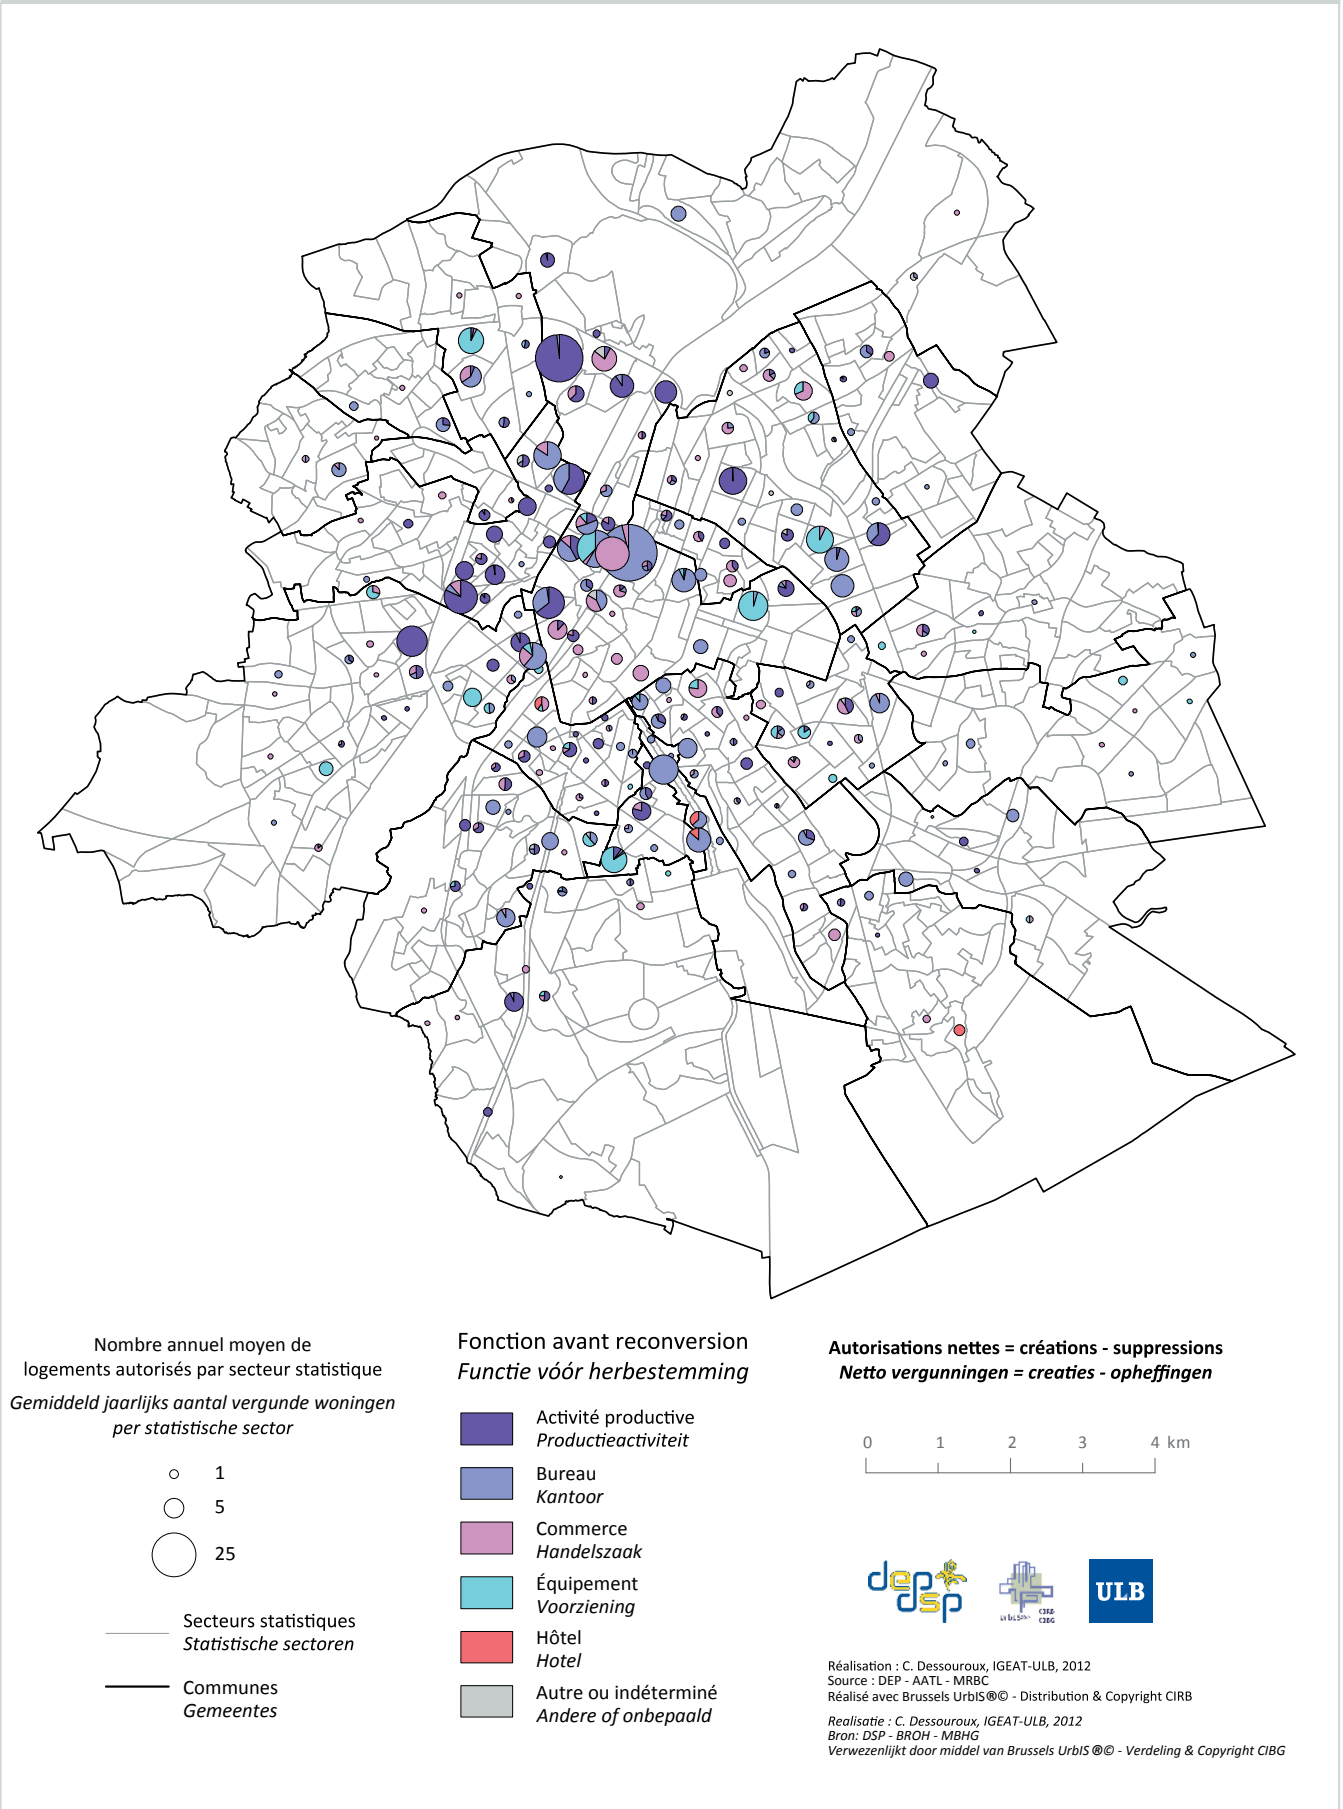 Nombre annuel moyen de
logements autorisés par secteur statistique
Gemiddeld jaarlijks aantal vergunde woningen
per statistische sector
1
5
25
Secteurs statistiques
Statistische sectoren
Communes
Gemeentes
Fonction avant reconversion
Functie vóór herbestemming
Activité productive
Productieactiviteit
Bureau
Kantoor
Commerce
Handelszaak
Équipement
Voorziening
Hôtel
Hotel
Autre ou indéterminé
Andere of onbepaald
Autorisations nettes = créations - suppressions
Netto vergunningen = creaties - opheffingen
0 1 2 3 4 km
dep
dsp
CIRB
CIBG
ULB
Réalisation : C. Dessouroux, IGEAT-ULB, 2012
Source : DEP - AATL - MRBC
Réalisé avec Brussels UrbIS®© - Distribution & Copyright CIRB
Realisatie : C. Dessouroux, IGEAT-ULB, 2012
Bron: DSP - BROH - MBHG
Verwezenlijkt door middel van Brussels UrbIS ®© - Verdeling & Copyright CIBG